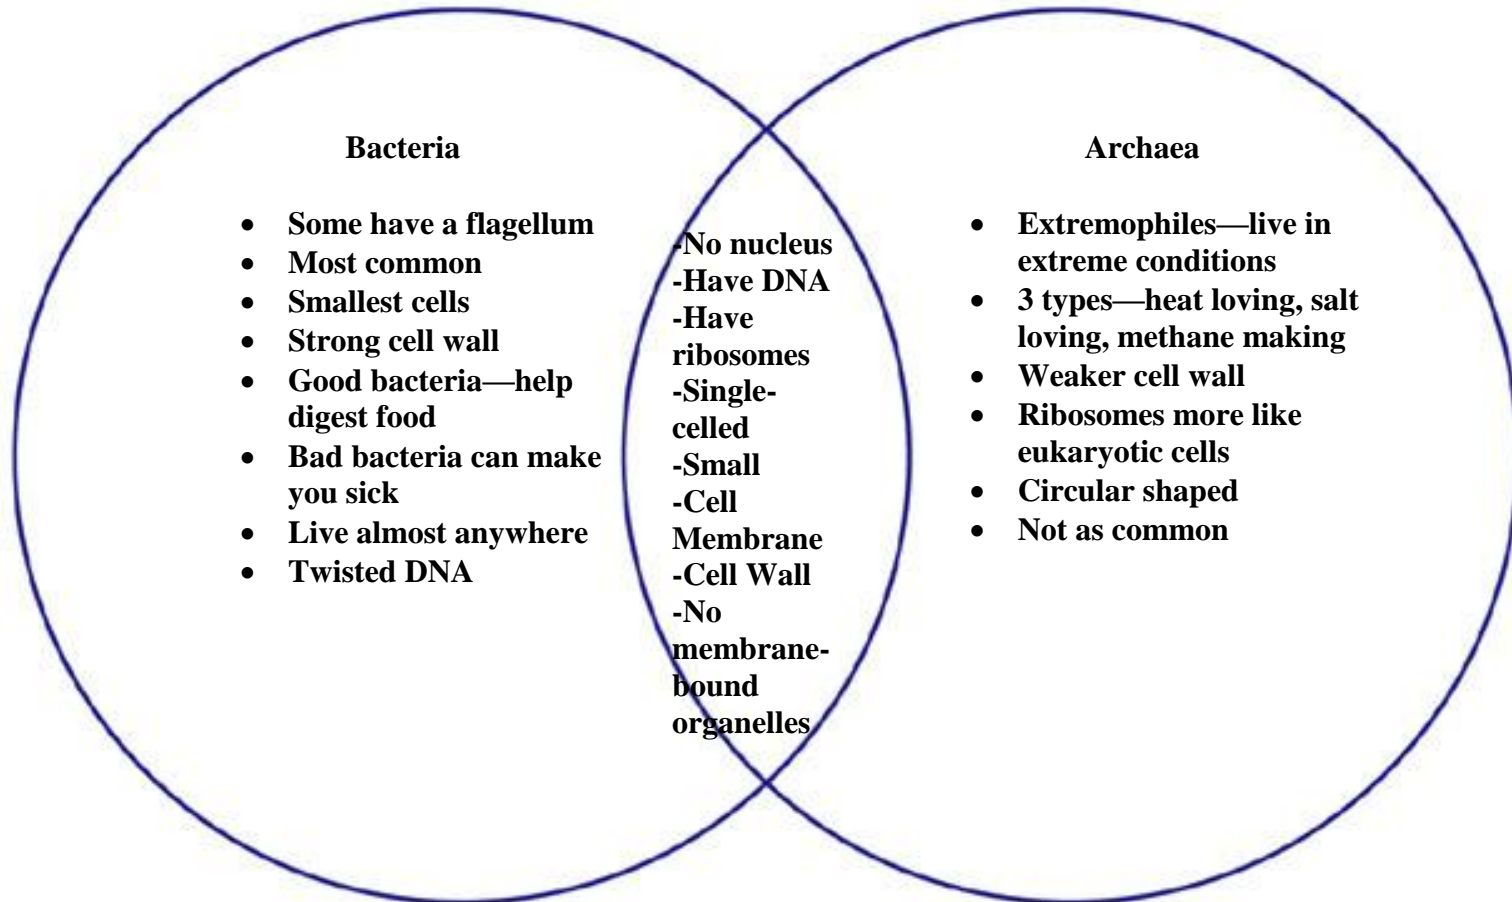 Bacteria
• Some have a flagellum
• Most common
• Smallest cells
• Strong cell wall
• Good bacteria—help
digest food
• Bad bacteria can make
you sick
• Live almost anywhere
• Twisted DNA
-No nucleus
-Have DNA
-Have
ribosomes
-Single-
celled
-Small
-Cell
Membrane
-Cell Wall
-No
membrane-
bound
organelles
Archaea
• Extremophiles—live in
extreme conditions
• 3 types—heat loving, salt
loving, methane making
• Weaker cell wall
• Ribosomes more like
eukaryotic cells
• Circular shaped
• Not as common